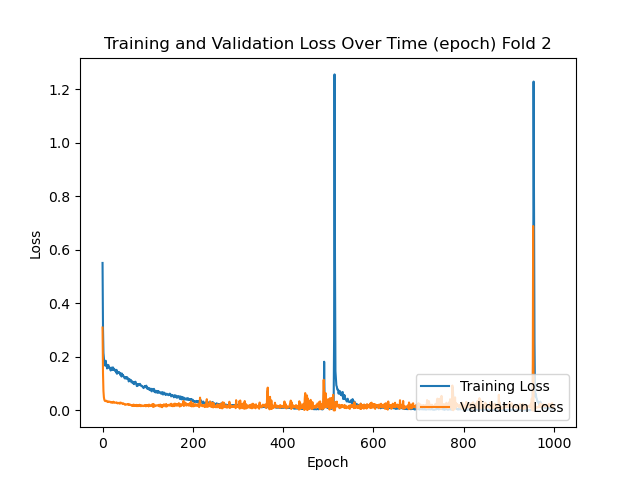 Training and Validation Loss Over Time (epoch) Fold 2
Loss
1.2
1.0
0.8
0.6
0.4
0.2
0.0
Training Loss
Validation Loss
0 200 400 600 800 1000
Epoch